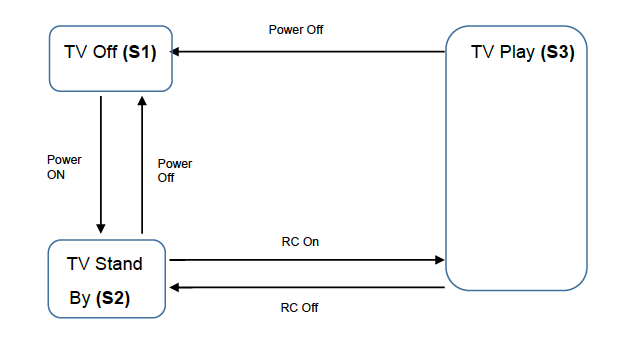 Power Off
TV Off (S1)
TV Play (S3)
Power
ON
Power
Off
RC On
TV Stand
By (S2)
RC Off